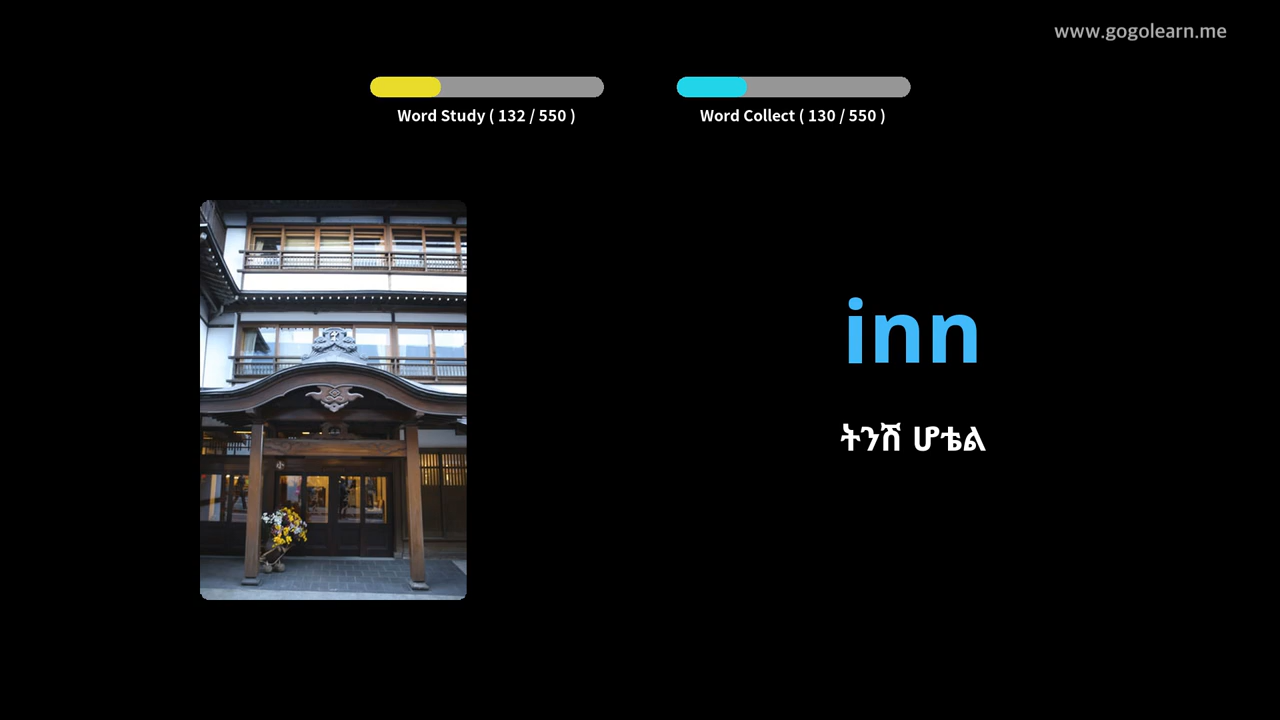 www.gogolearn.me
Word Study ( 132 / 550 )
Word Collect ( 130 / 550 )
inn
ትንሽ ሆቴል